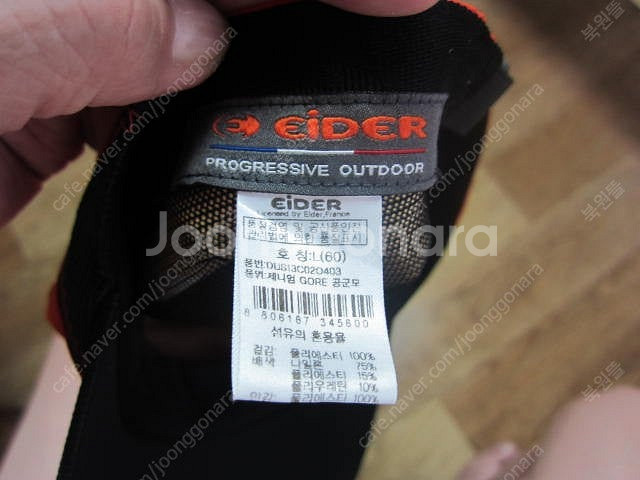 EiDER
PROGRESSIVE OUTDOOR
EiDER
Licensed by Eider, France
품질경영 및 공산품안전
관리법에 의한 품질표시
호 칭:L(60)
품명:제니엄 GORE 공군모
8 806187 345600
섬유의 혼용율
겉감 폴리에스터 100%
배색 나일론 75%
폴리에스터 15%
폴리우레탄 10%
안감 폴리에스터 100%
Joonggonara
cafe.naver.com/joonggonara
북원뜰